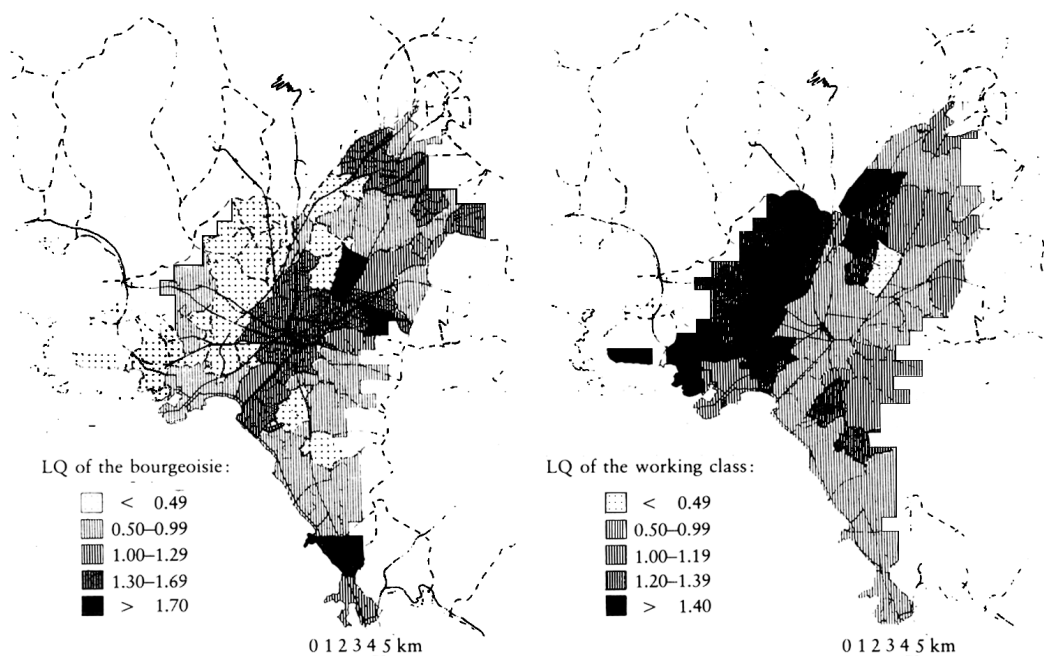 LQ of the bourgeoisie:
< 0.49
0.50–0.99
1.00–1.29
1.30–1.69
> 1.70
0 1 2 3 4 5 km
LQ of the working class:
< 0.49
0.50–0.99
1.00–1.19
1.20–1.39
> 1.40
0 1 2 3 4 5 km